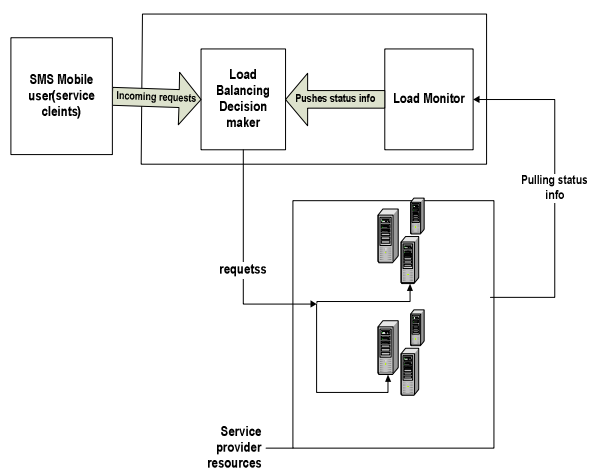 SMS Mobile
user(service
cleints)
Incoming requests
Load
Balancing
Decision
maker
Pushes status info
Load Monitor
Pulling status
info
requetss
Service
provider
resources